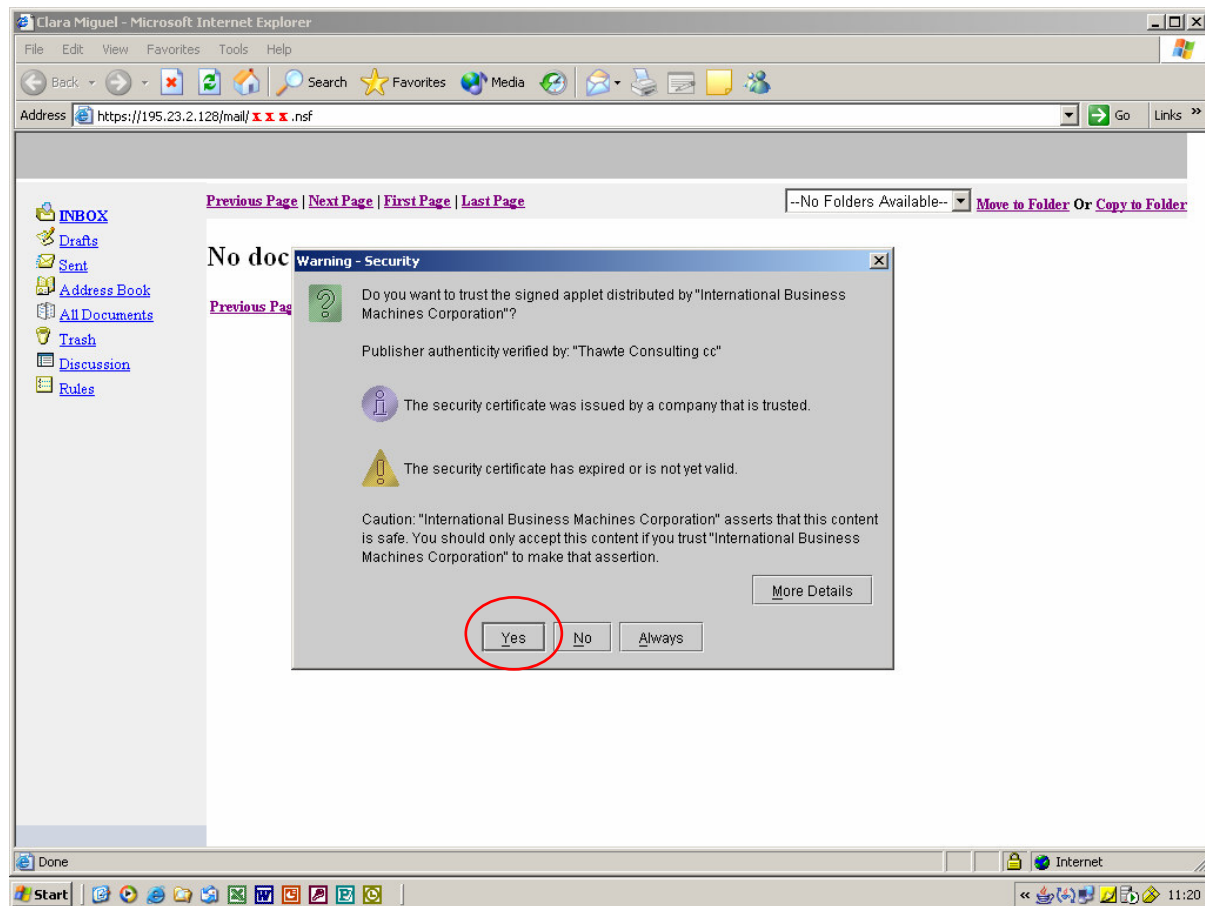 Clara Miguel - Microsoft Internet Explorer
File Edit View Favorites Tools Help
Back Search Favorites Media
Address https://195.23.2.128/mail/ x x x .nsf Go Links »
Previous Page | Next Page | First Page | Last Page --No Folders Available-- Move to Folder Or Copy to Folder
INBOX
Drafts
Sent
Address Book
All Documents
Trash
Discussion
Rules
No doc
Previous Pag
Warning - Security
Do you want to trust the signed applet distributed by "International Business
Machines Corporation"?
Publisher authenticity verified by: "Thawte Consulting cc"
The security certificate was issued by a company that is trusted.
The security certificate has expired or is not yet valid.
Caution: "International Business Machines Corporation" asserts that this content
is safe. You should only accept this content if you trust "International Business
Machines Corporation" to make that assertion.
More Details
Yes No Always
Done Internet
Start « 11:20